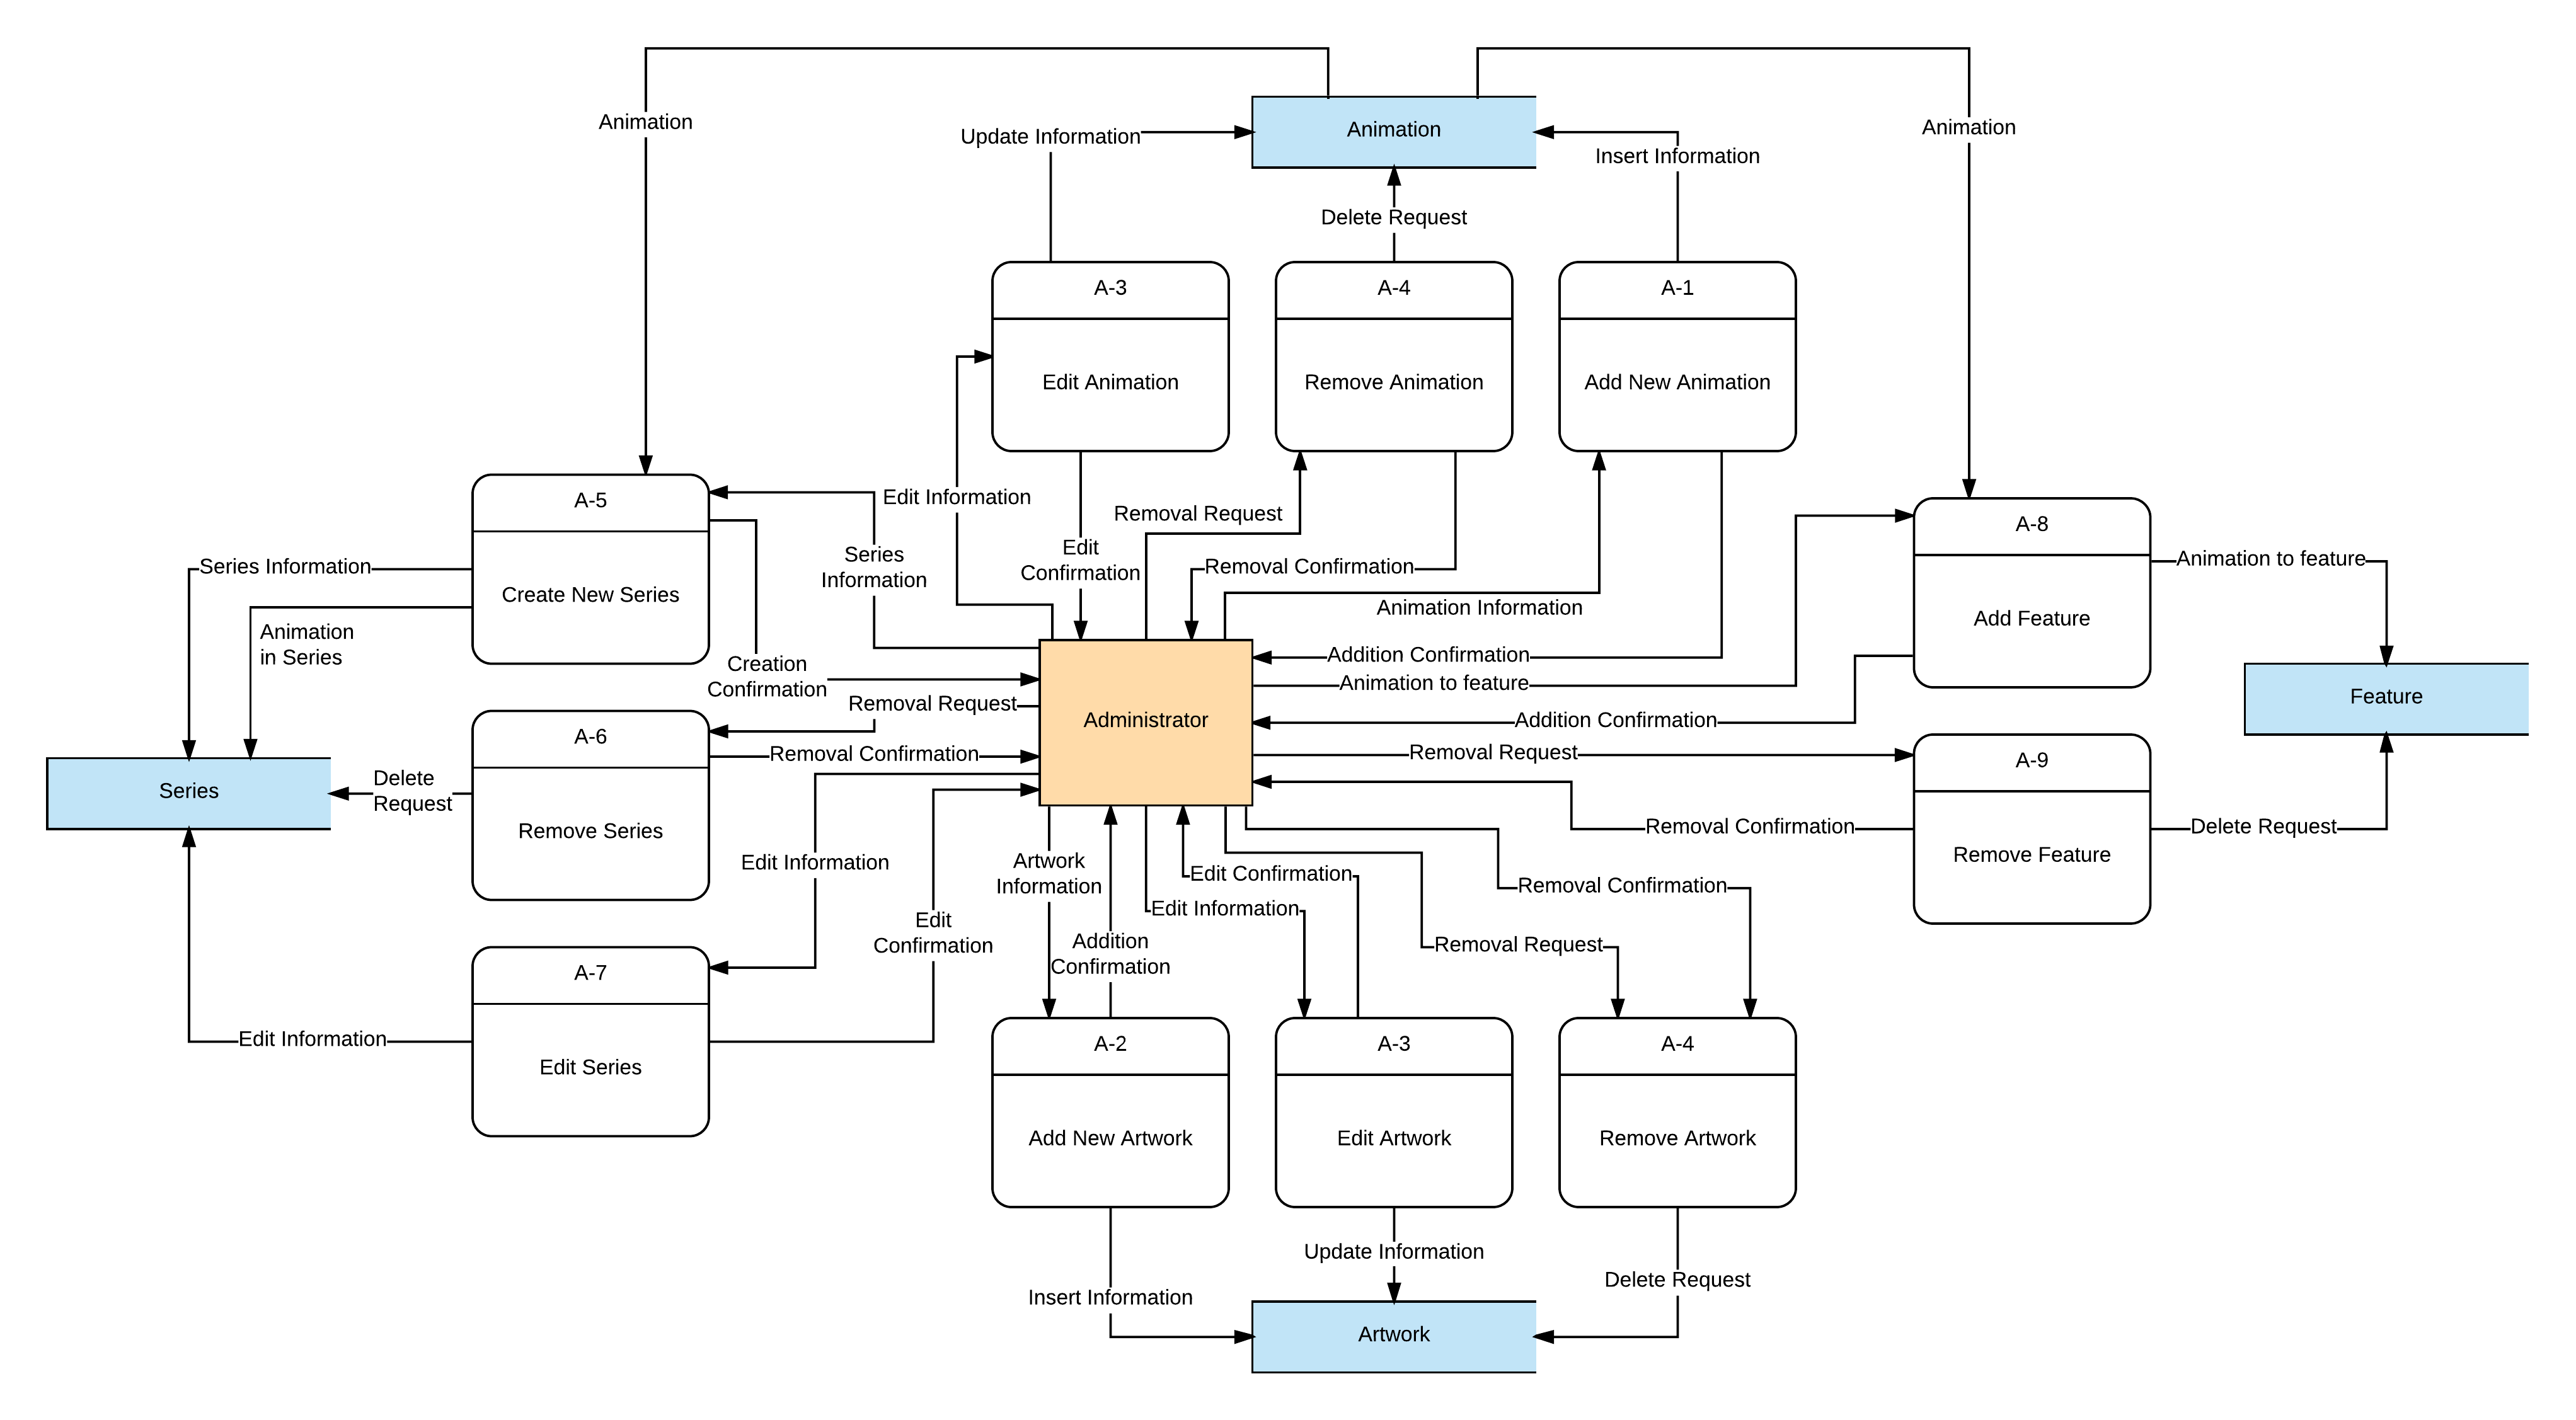 Animation
Animation
Update Information
Animation
Insert Information
Animation
Delete Request
A-3
A-4
A-1
Edit Animation
Remove Animation
Add New Animation
A-5
Edit Information
Removal Request
A-8
Series
Information
Edit
Confirmation
Series Information
Removal Confirmation
Animation to feature
Create New Series
Animation Information
Add Feature
Animation
in Series
Creation
Confirmation
Addition Confirmation
Animation to feature
Removal Request
Feature
A-6
Administrator
Addition Confirmation
Removal Confirmation
Removal Request
A-9
Series
Delete
Request
Remove Series
Removal Confirmation
Delete Request
Remove Feature
Edit Information
Artwork
Information
Edit Confirmation
Removal Confirmation
Edit Information
Edit
Confirmation
Addition
Confirmation
Removal Request
A-7
Edit Information
Edit Series
A-2
A-3
A-4
Add New Artwork
Edit Artwork
Remove Artwork
Update Information
Delete Request
Insert Information
Artwork